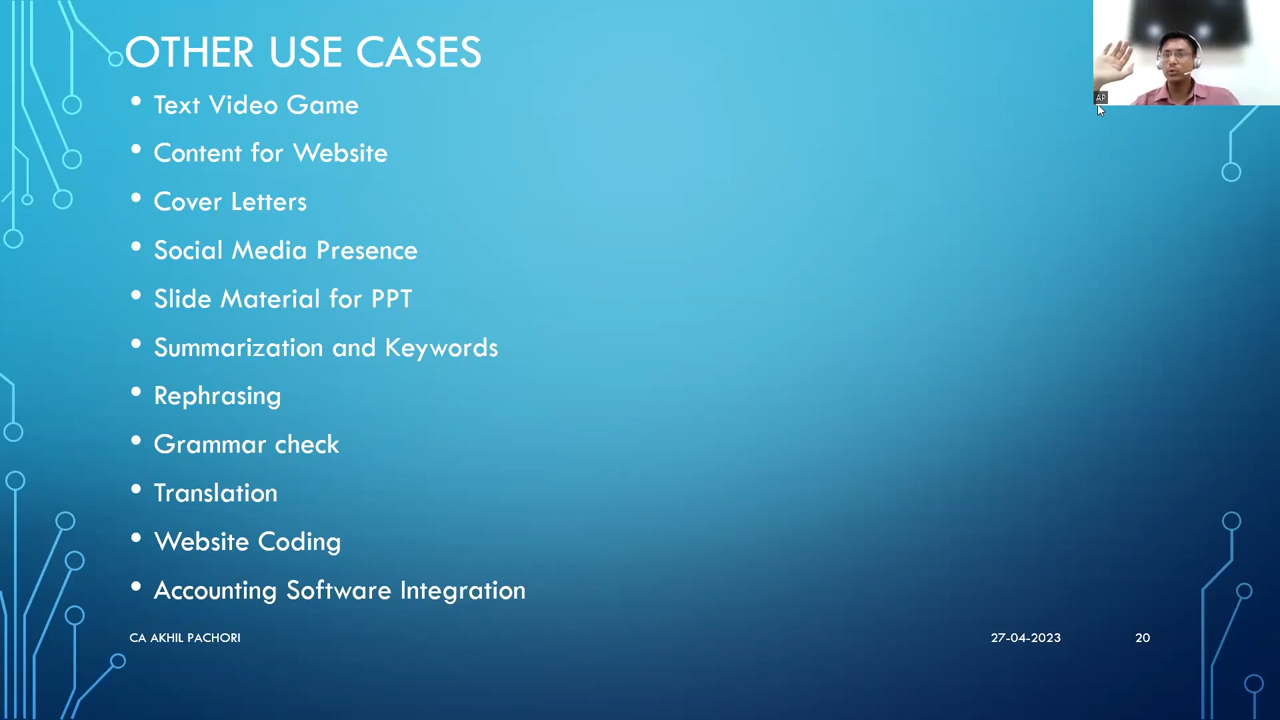 OTHER USE CASES
• Text Video Game
• Content for Website
• Cover Letters
• Social Media Presence
• Slide Material for PPT
• Summarization and Keywords
• Rephrasing
• Grammar check
• Translation
• Website Coding
• Accounting Software Integration
CA AKHIL PACHORI
27-04-2023
20
AP